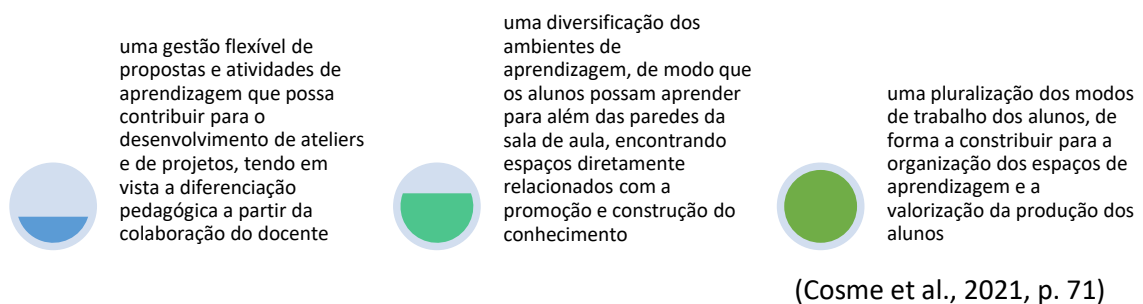 uma gestão flexível de
propostas e atividades de
aprendizagem que possa
contribuir para o
desenvolvimento de ateliers
e de projetos, tendo em
vista a diferenciação
pedagógica a partir da
colaboração do docente
uma diversificação dos
ambientes de
aprendizagem, de modo que
os alunos possam aprender
para além das paredes da
sala de aula, encontrando
espaços diretamente
relacionados com a
promoção e construção do
conhecimento
uma pluralização dos modos
de trabalho dos alunos, de
forma a constribuir para a
organização dos espaços de
aprendizagem e a
valorização da produção dos
alunos
(Cosme et al., 2021, p. 71)